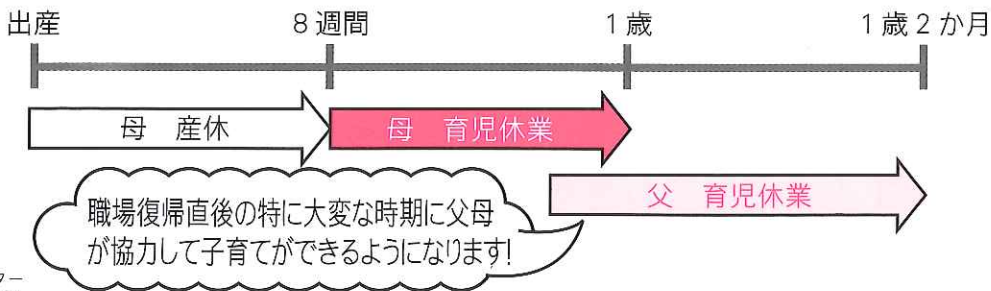 出産 8週間 1歳 1歳2か月
母 産休 母 育児休業
父 育児休業
職場復帰直後の特に大変な時期に父母
が協力して子育てができるようになります!
ター